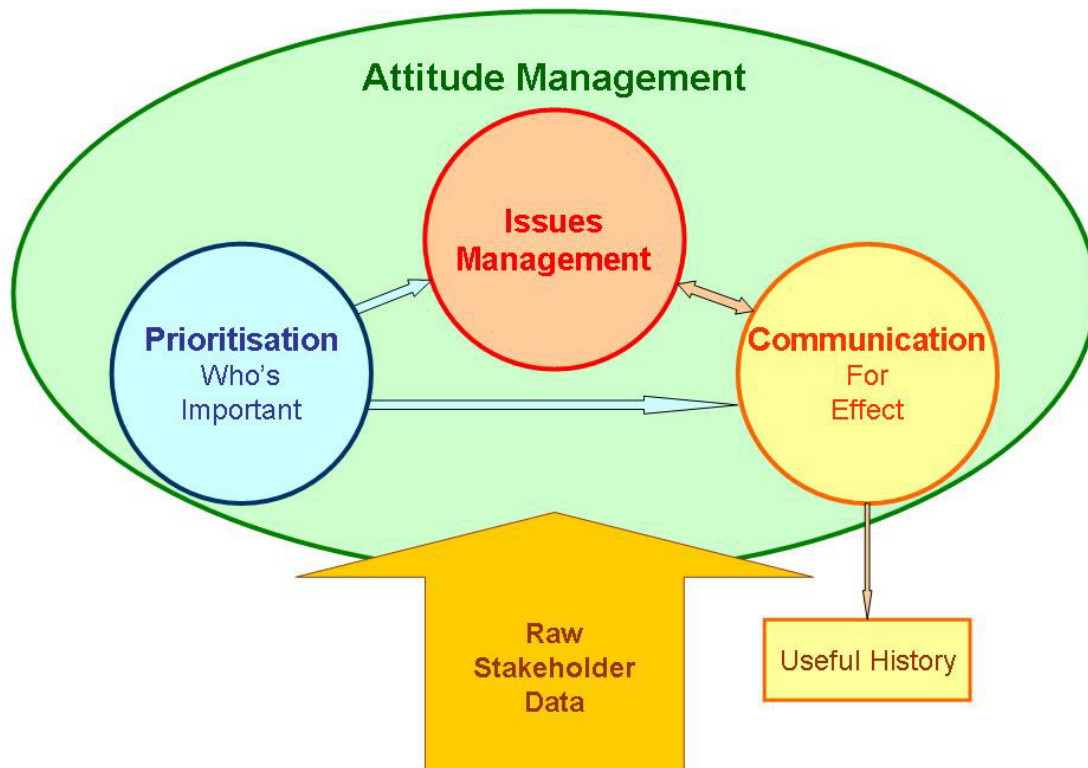 Attitude Management
Issues
Management
Prioritisation
Who's
Important
Communication
For
Effect
Raw
Stakeholder
Data
Useful History